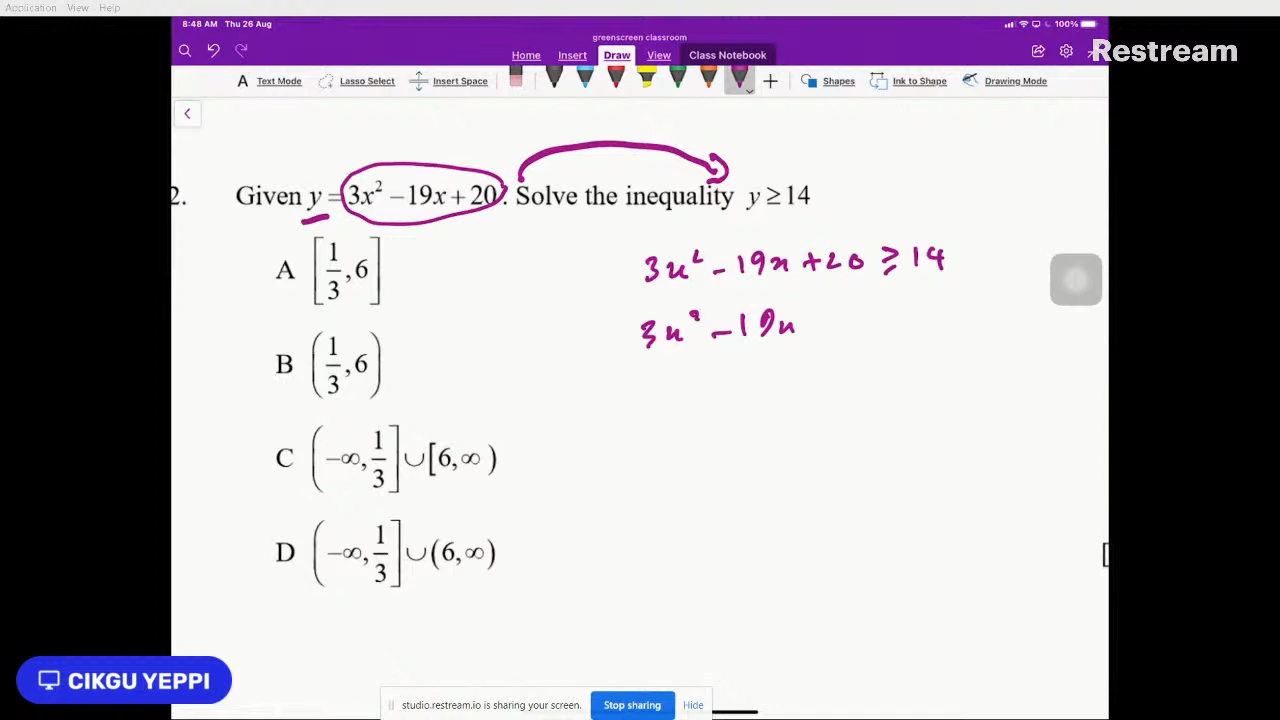 Application View Help
8:48 AM Thu 26 Aug
100%
greenscreen classroom
Restream
Home Insert Draw View Class Notebook
A Text Mode Lasso Select Insert Space Shapes Ink to Shape Drawing Mode
2. Given y = 3x² − 19x + 20. Solve the inequality y ≥ 14
3x² - 19x + 20 ≥ 14
3x² - 19x
A [1/3, 6]
B (1/3, 6)
C (−∞, 1/3] ∪ [6, ∞)
D (−∞, 1/3] ∪ (6, ∞)
[
CIKGU YEPPI
studio.restream.io is sharing your screen. Stop sharing Hide